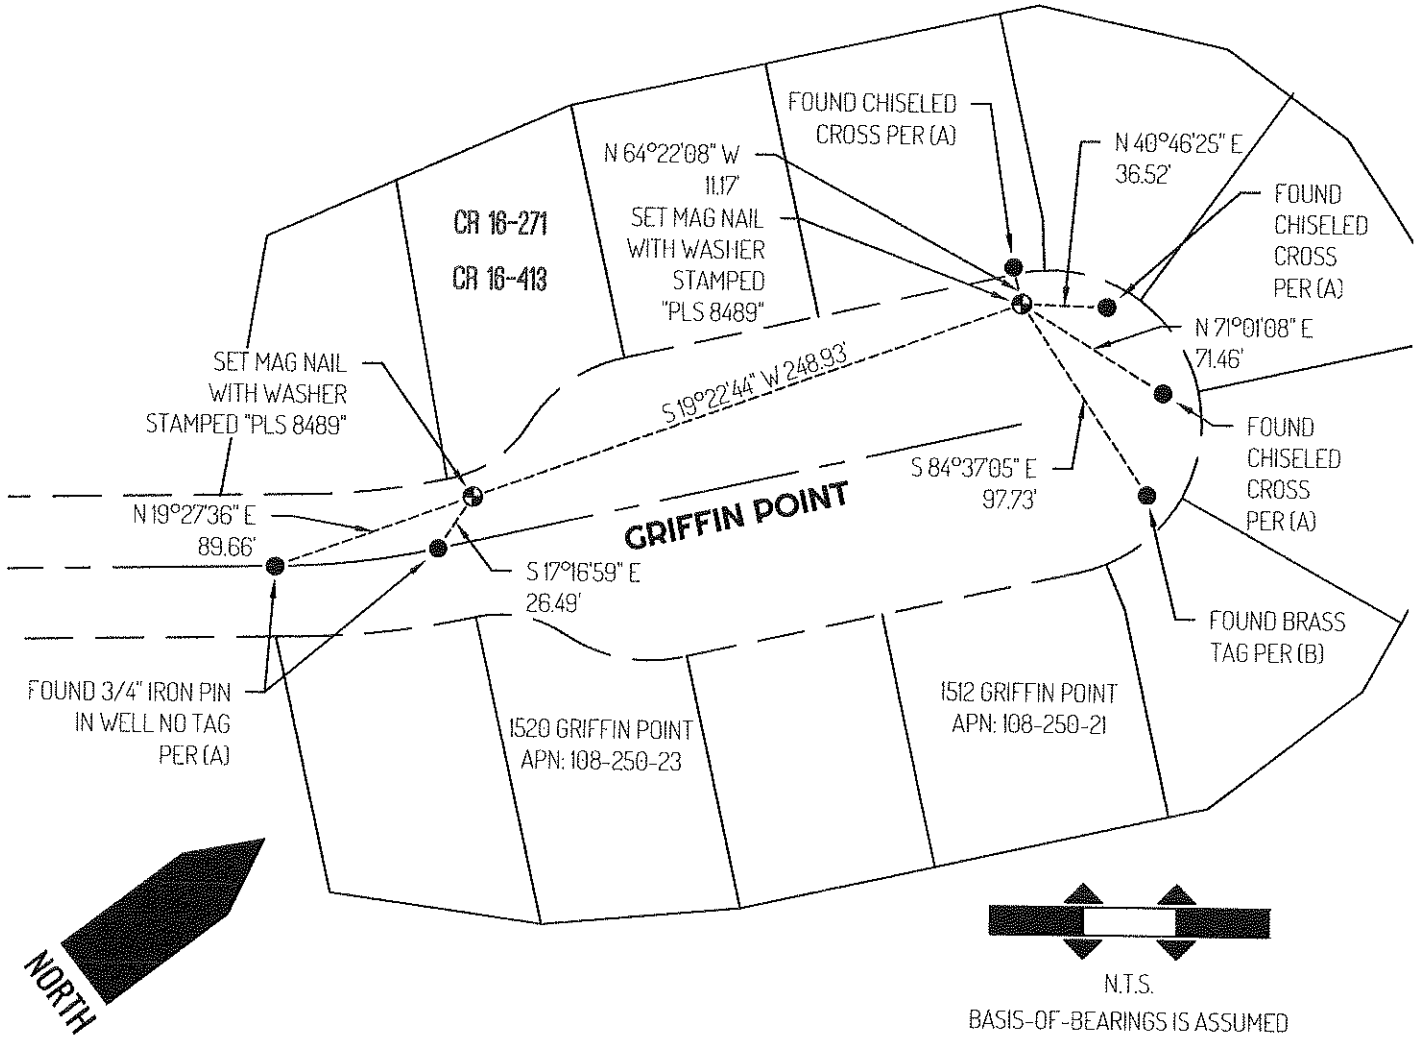 FOUND CHISELED
CROSS PER (A)
N 64°22'08" W
11.17'
SET MAG NAIL
WITH WASHER
STAMPED
"PLS 8489"
N 40°46'25" E
36.52'
FOUND
CHISELED
CROSS
PER (A)
CR 16-271
CR 16-413
N 71°01'08" E
71.46'
SET MAG NAIL
WITH WASHER
STAMPED "PLS 8489"
S 19°22'44" W 248.93'
FOUND
CHISELED
CROSS
PER (A)
S 84°37'05" E
97.73'
N 19°27'36" E
89.66'
GRIFFIN POINT
S 17°16'59" E
26.49'
FOUND BRASS
TAG PER (B)
FOUND 3/4" IRON PIN
IN WELL NO TAG
PER (A)
1520 GRIFFIN POINT
APN: 108-250-23
1512 GRIFFIN POINT
APN: 108-250-21
NORTH
N.T.S.
BASIS-OF-BEARINGS IS ASSUMED